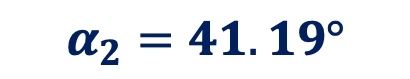 α₂ = 41.19°